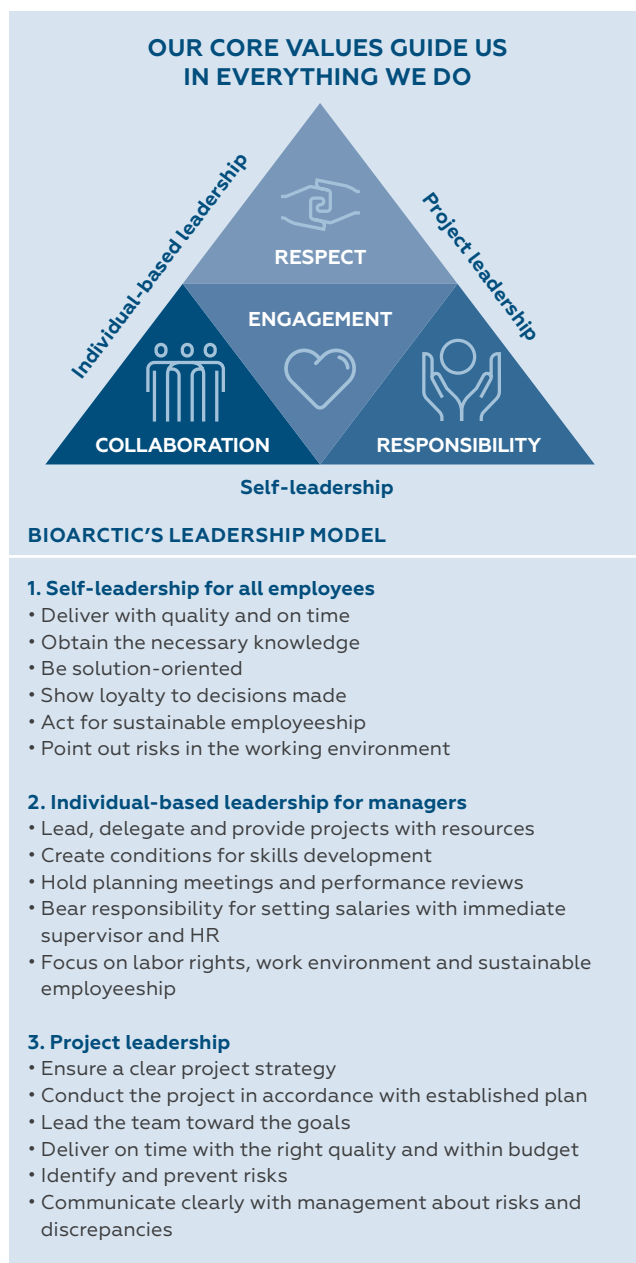 OUR CORE VALUES GUIDE US
IN EVERYTHING WE DO
Individual-based leadership
Project leadership
RESPECT
ENGAGEMENT
COLLABORATION
RESPONSIBILITY
Self-leadership
BIOARCTIC’S LEADERSHIP MODEL
1. Self-leadership for all employees
• Deliver with quality and on time
• Obtain the necessary knowledge
• Be solution-oriented
• Show loyalty to decisions made
• Act for sustainable employeeship
• Point out risks in the working environment
2. Individual-based leadership for managers
• Lead, delegate and provide projects with resources
• Create conditions for skills development
• Hold planning meetings and performance reviews
• Bear responsibility for setting salaries with immediate
supervisor and HR
• Focus on labor rights, work environment and sustainable
employeeship
3. Project leadership
• Ensure a clear project strategy
• Conduct the project in accordance with established plan
• Lead the team toward the goals
• Deliver on time with the right quality and within budget
• Identify and prevent risks
• Communicate clearly with management about risks and
discrepancies